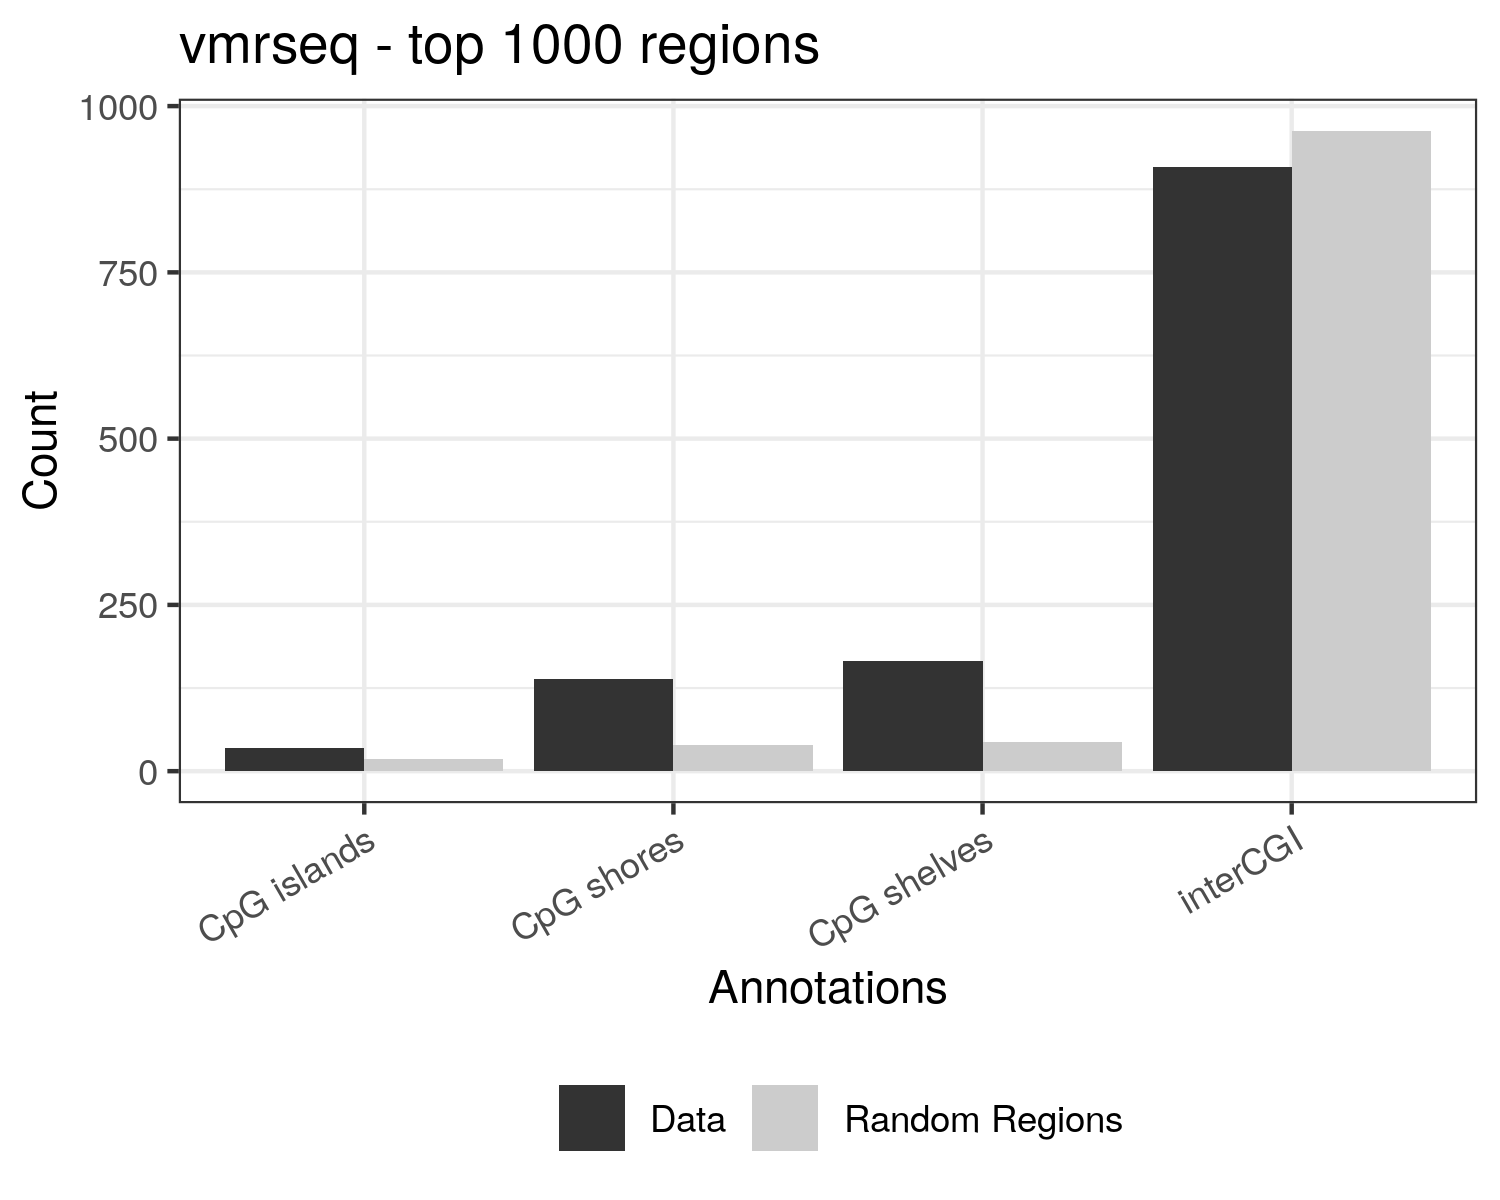 vmrseq - top 1000 regions
1000
750
500
250
0
Count
CpG islands
CpG shores
CpG shelves
interCGI
Annotations
Data
Random Regions